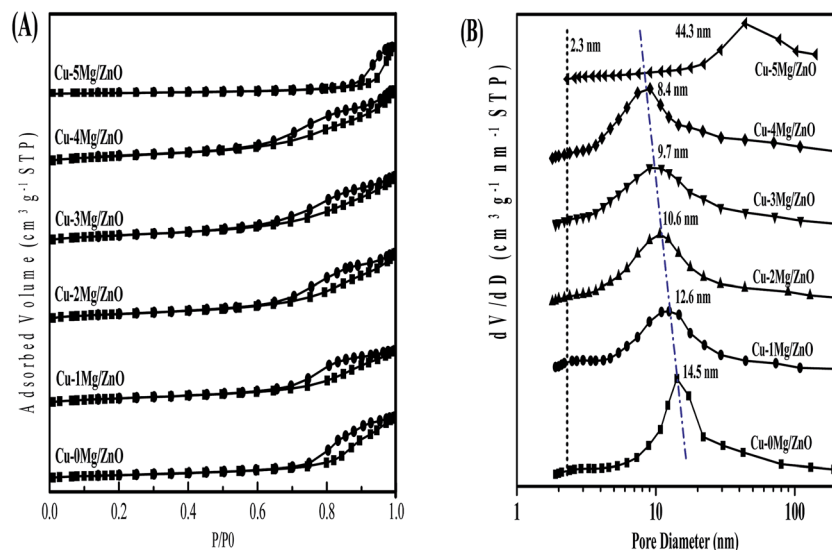 (A)
Adsorbed Volume (cm³ g⁻¹ STP)
Cu-5Mg/ZnO
Cu-4Mg/ZnO
Cu-3Mg/ZnO
Cu-2Mg/ZnO
Cu-1Mg/ZnO
Cu-0Mg/ZnO
0.0 0.2 0.4 0.6 0.8 1.0
P/P0
(B)
dV/dD (cm³ g⁻¹ nm⁻¹ STP)
2.3 nm
44.3 nm
Cu-5Mg/ZnO
8.4 nm
Cu-4Mg/ZnO
9.7 nm
Cu-3Mg/ZnO
10.6 nm
Cu-2Mg/ZnO
12.6 nm
Cu-1Mg/ZnO
14.5 nm
Cu-0Mg/ZnO
1 10 100
Pore Diameter (nm)